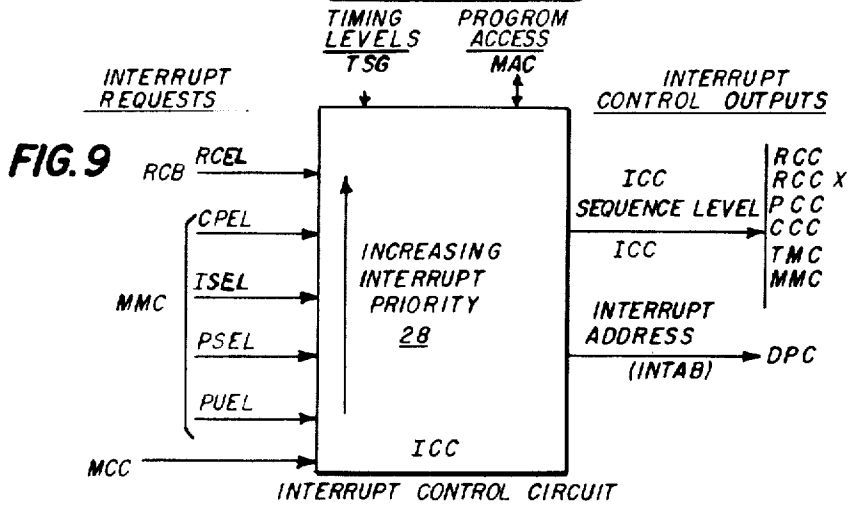 TIMING
LEVELS
TSG
PROGROM
ACCESS
MAC
INTERRUPT
REQUESTS
INTERRUPT
CONTROL OUTPUTS
FIG. 9
RCB
RCEL
MMC
CPEL
ISEL
PSEL
PUEL
MCC
INCREASING
INTERRUPT
PRIORITY
28
ICC
ICC
SEQUENCE LEVEL
ICC
RCC
RCC X
PCC
CCC
TMC
MMC
INTERRUPT
ADDRESS
(INTAB)
DPC
INTERRUPT CONTROL CIRCUIT